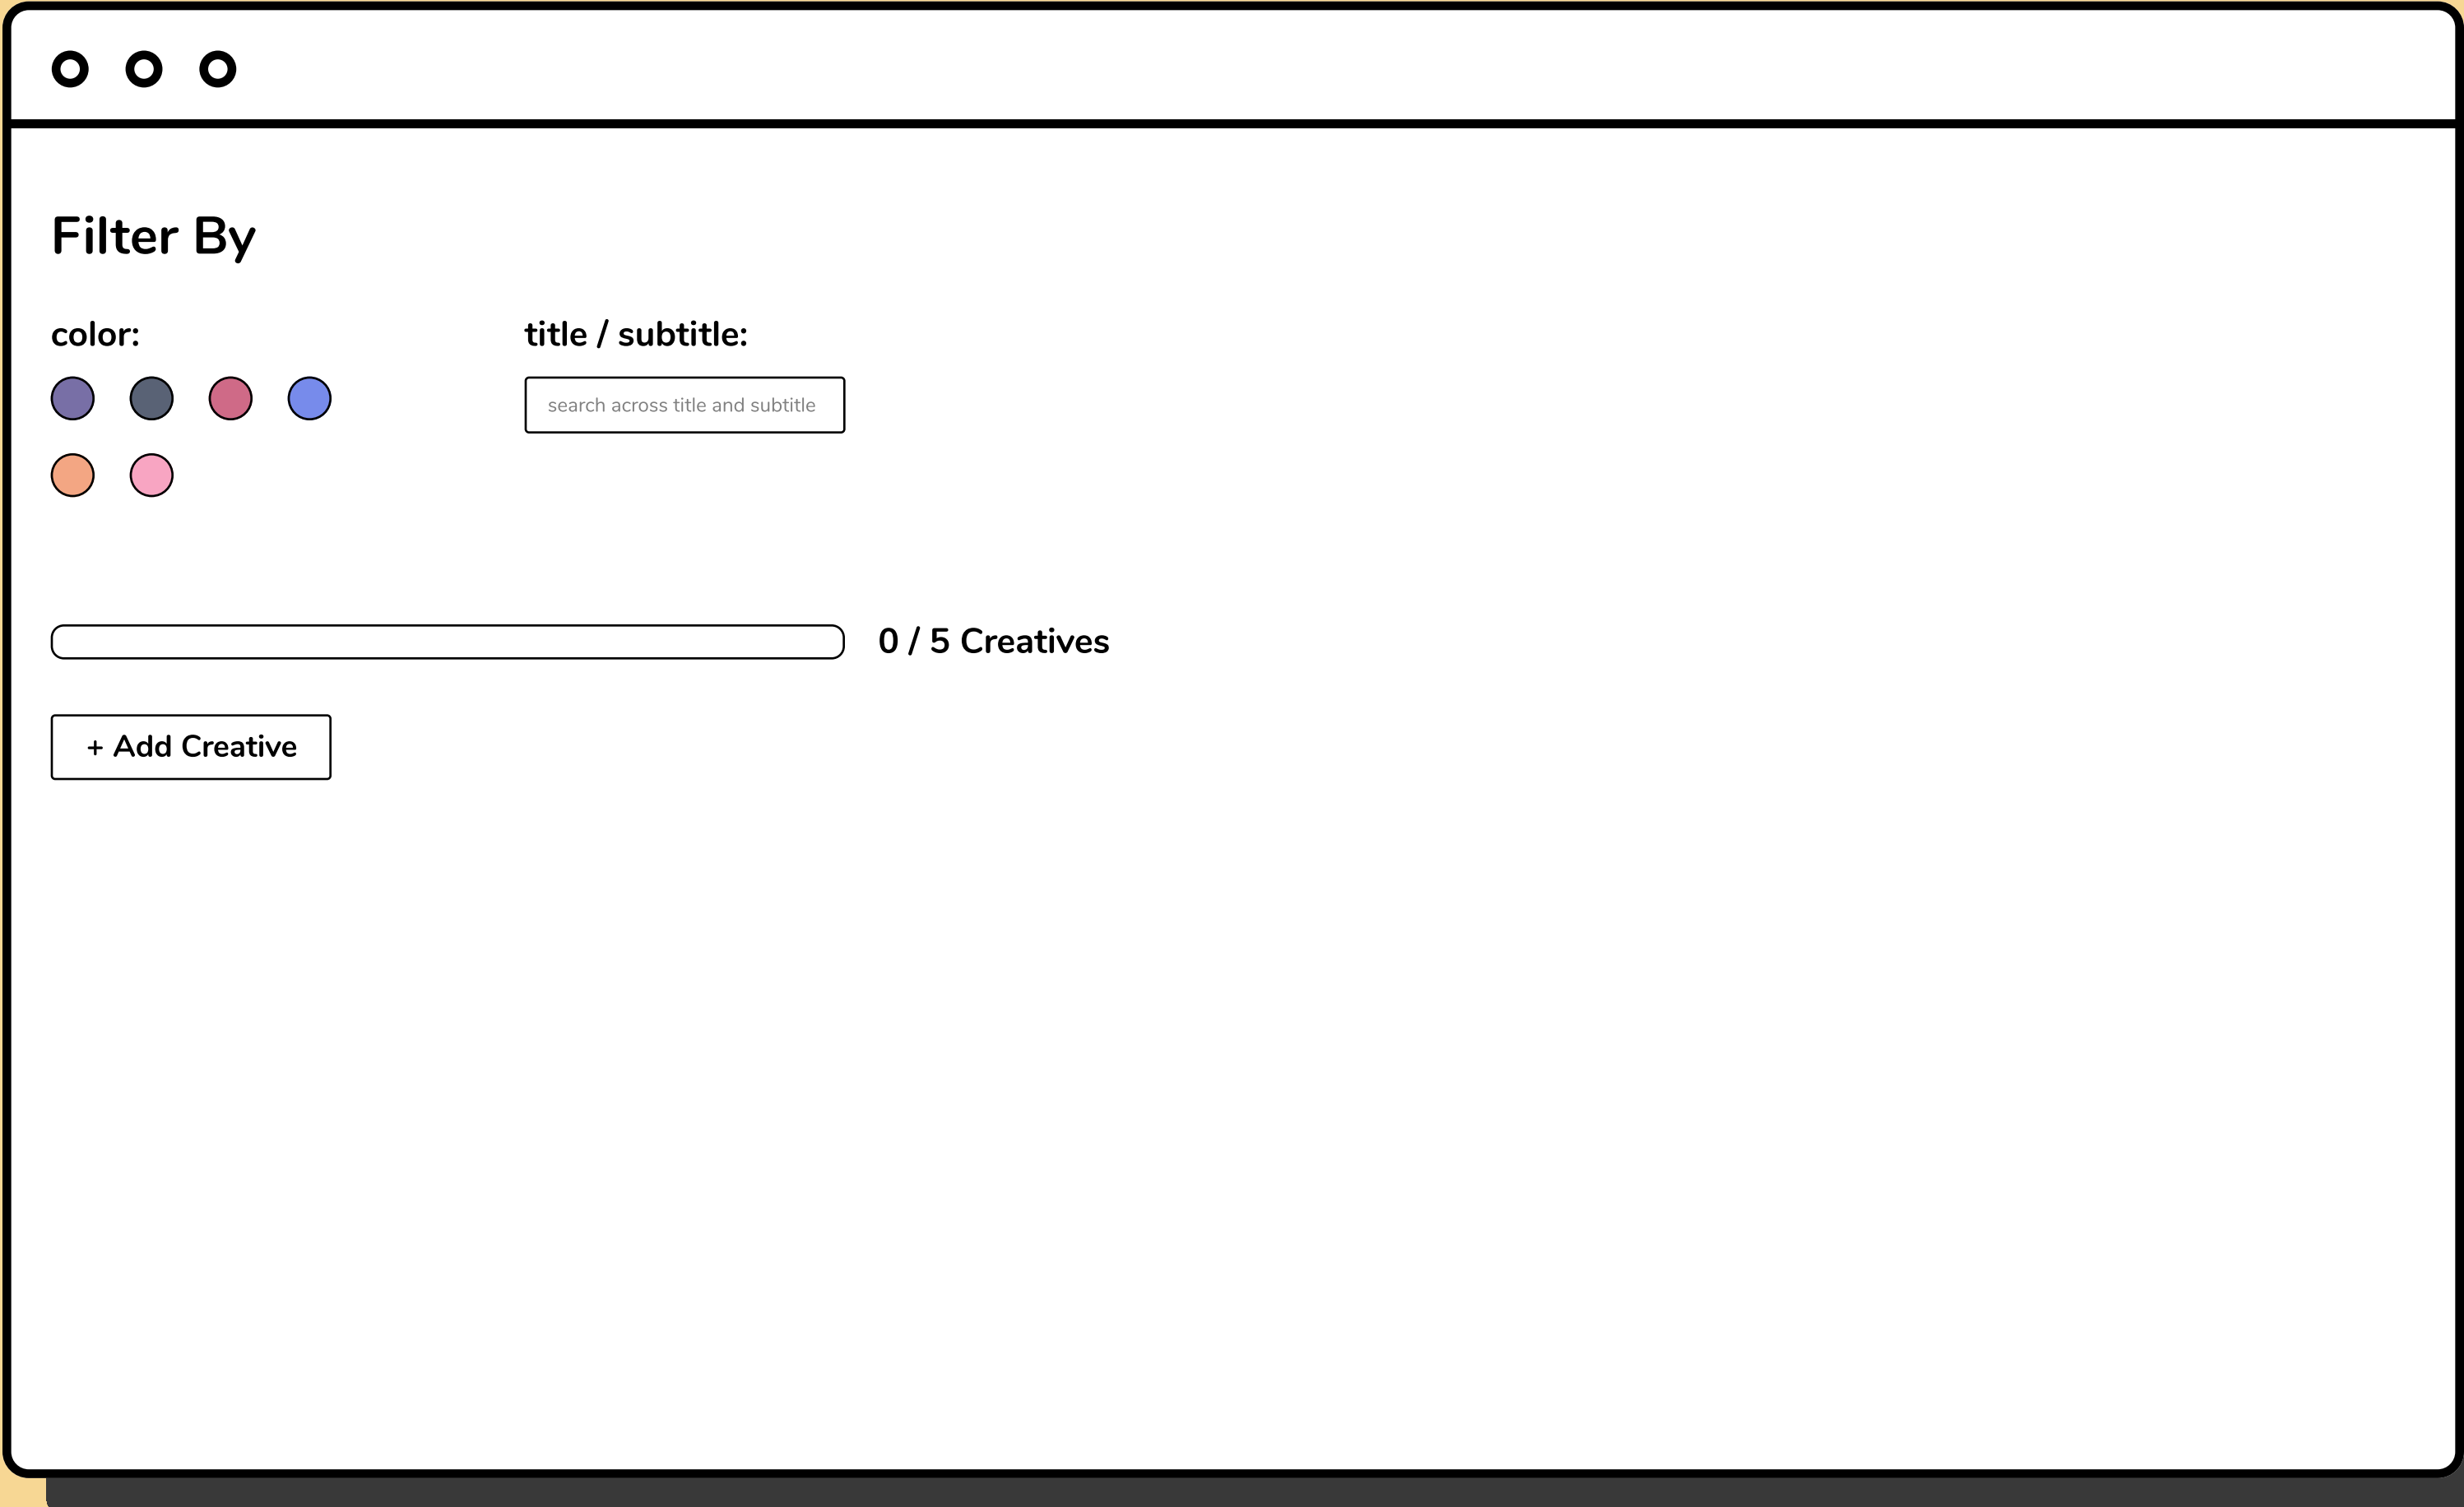 Filter By
color:
title / subtitle:
search across title and subtitle
0 / 5 Creatives
+ Add Creative